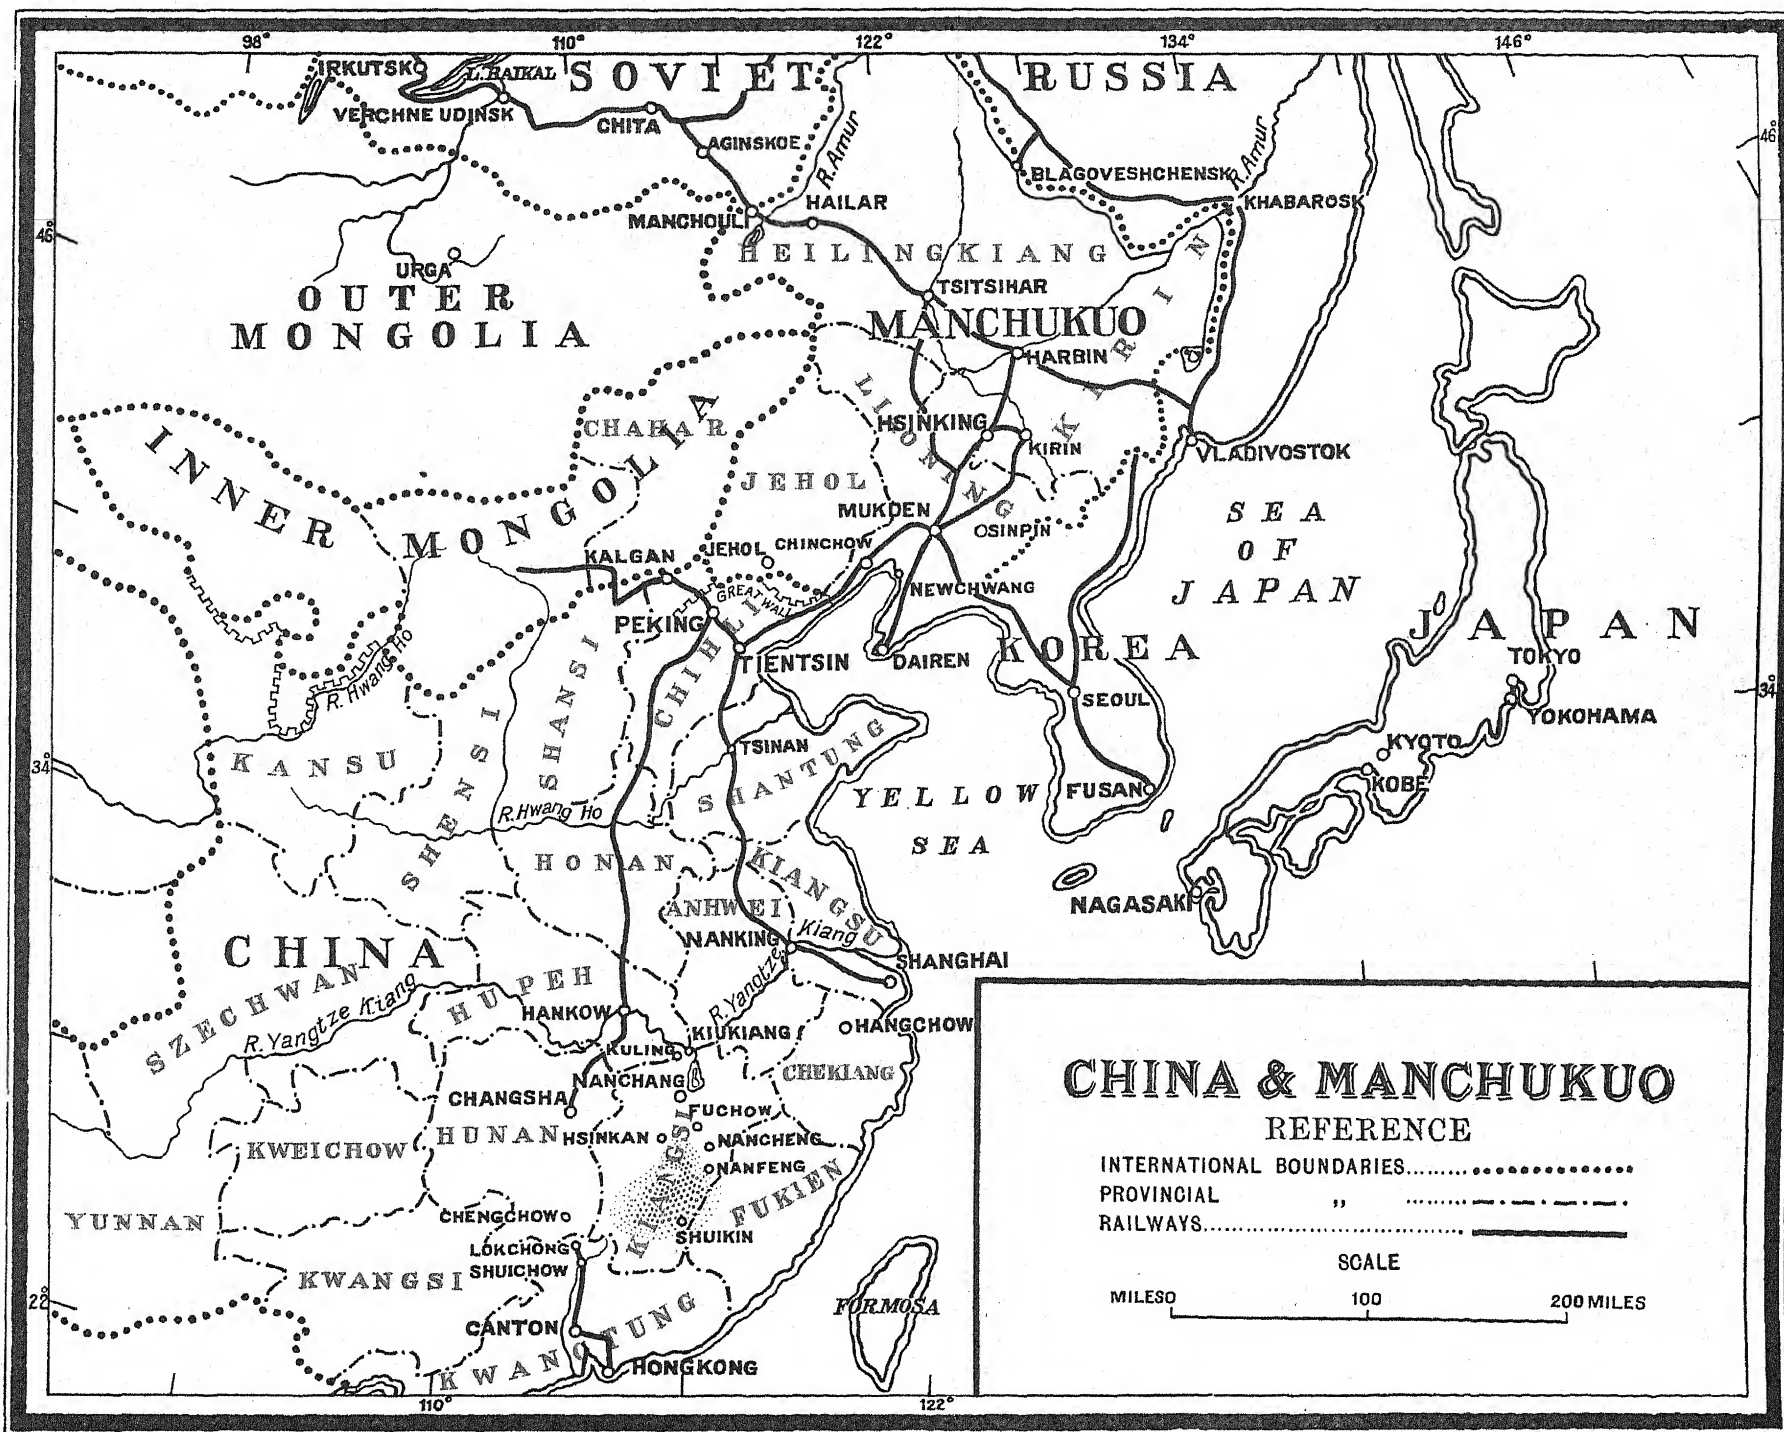 98° 110° 122° 134° 146°
IRKUTSK
L. BAIKAL
SOVIET RUSSIA
VERCHNE UDINSK
CHITA
AGINSKOE
R. Amur
46°
BLAGOVESHCHENSK
R. Amur
KHABAROSK
MANCHOULI
HAILAR
46°
HEILINGKIANG
URGA
OUTER
MONGOLIA
TSITSIHAR
MANCHUKUO
HARBIN
KIRIN
LIAONING
CHAHAR
HSINKING
KIRIN
VLADIVOSTOK
INNER MONGOLIA
JEHOL
MUKDEN
OSINPIN
SEA
OF
JAPAN
KALGAN
JEHOL
CHINCHOW
GREAT WALL
NEWCHWANG
PEKING
CHIHLI
TIENTSIN
DAIREN
KOREA
JAPAN
TOKYO
R. Hwang Ho
SHANSI
SEOUL
34°
YOKOHAMA
KANSU
SHENSI
TSINAN
SHANTUNG
KYOTO
34°
KOBE
R. Hwang Ho
YELLOW
SEA
FUSAN
HONAN
KIANGSU
ANHWEI
NAGASAKI
CHINA
NANKING
Kiang
SHANGHAI
SZECHWAN
R. Yangtze Kiang
HUPEH
HANKOW
R. Yangtze
KIUKIANG
HANGCHOW
KULING
NANCHANG
CHEKIANG
CHANGSHA
FUCHOW
KWEICHOW
HUNAN
HSINKAN
NANCHENG
NANFENG
KIANGSI
FUKIEN
YUNNAN
CHENGCHOW
SHUIKIN
LOKCHONG
SHUICHOW
KWANGSI
22°
FORMOSA
CANTON
KWANGTUNG
HONGKONG
110° 122°
CHINA & MANCHUKUO
REFERENCE
INTERNATIONAL BOUNDARIES
PROVINCIAL „
RAILWAYS
SCALE
MILES 0 100 200 MILES